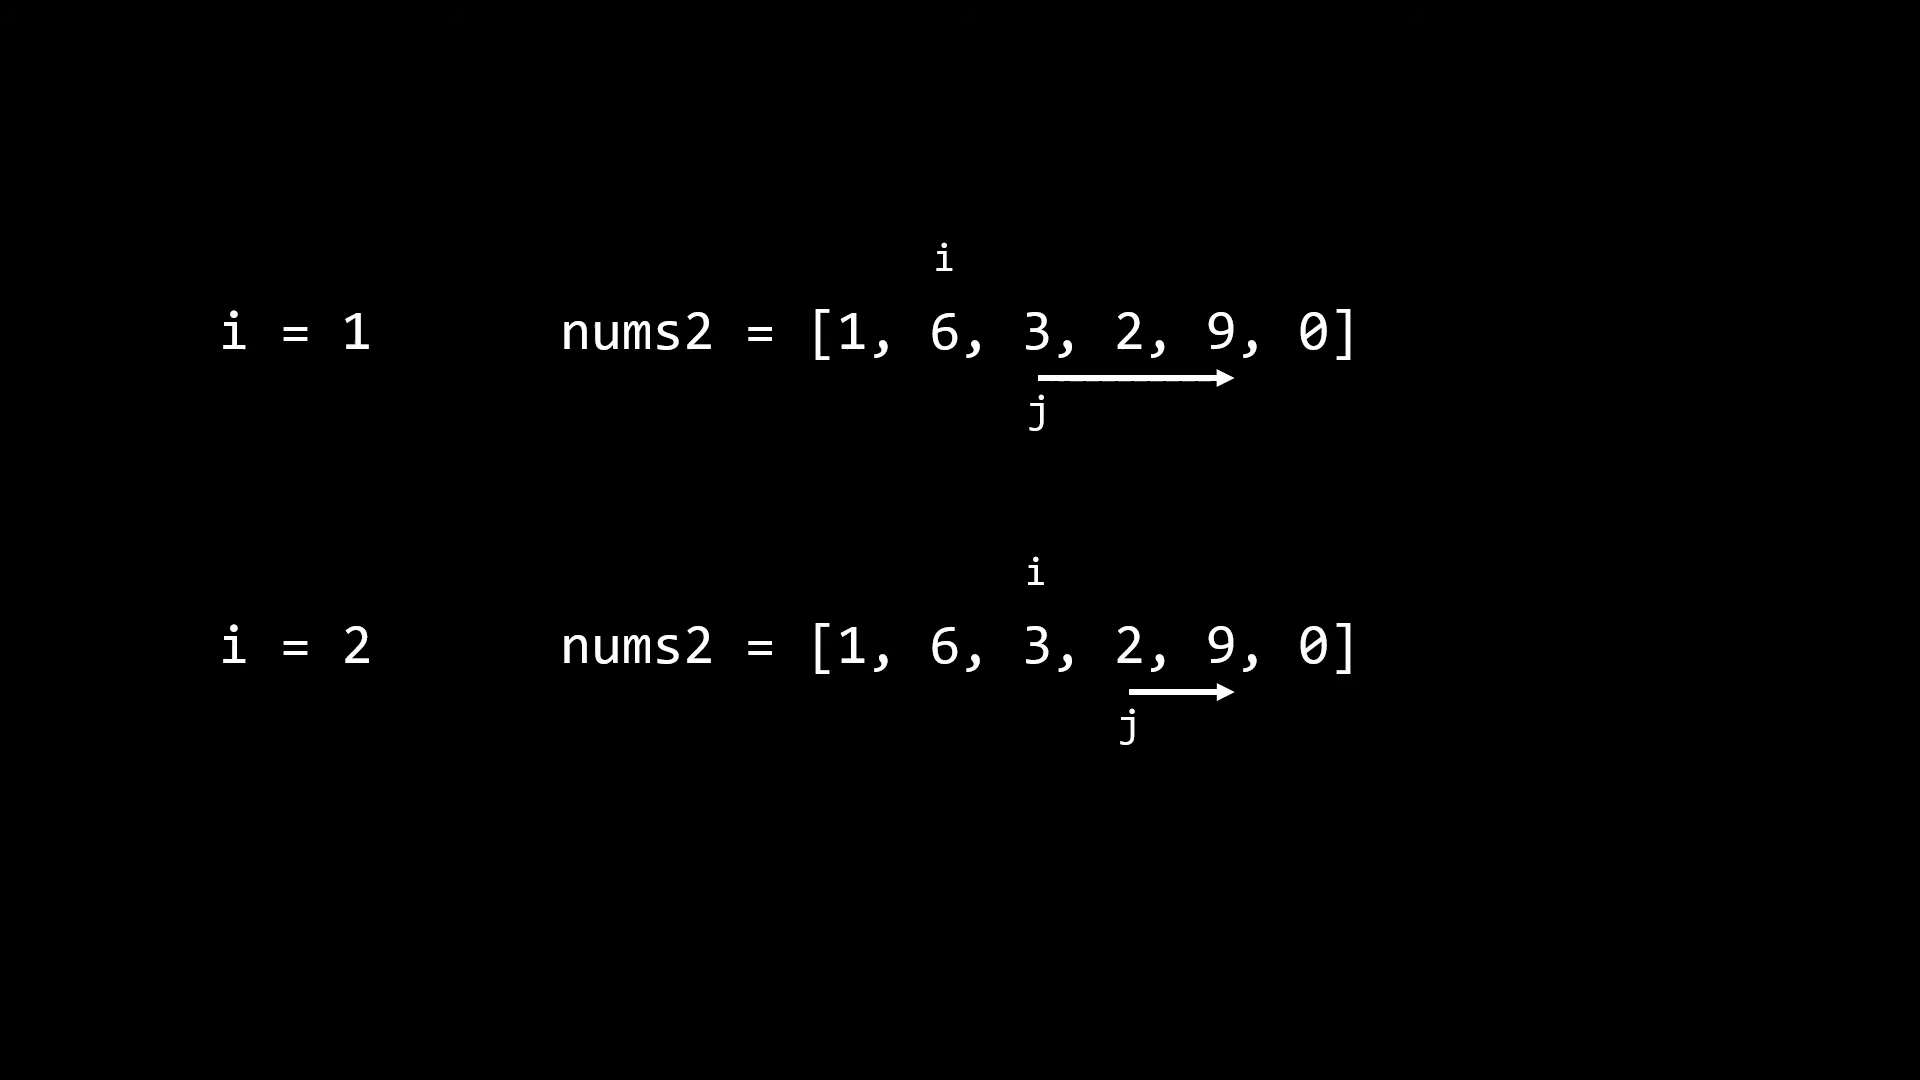 i
i = 1 nums2 = [1, 6, 3, 2, 9, 0]
j
i
i = 2 nums2 = [1, 6, 3, 2, 9, 0]
j